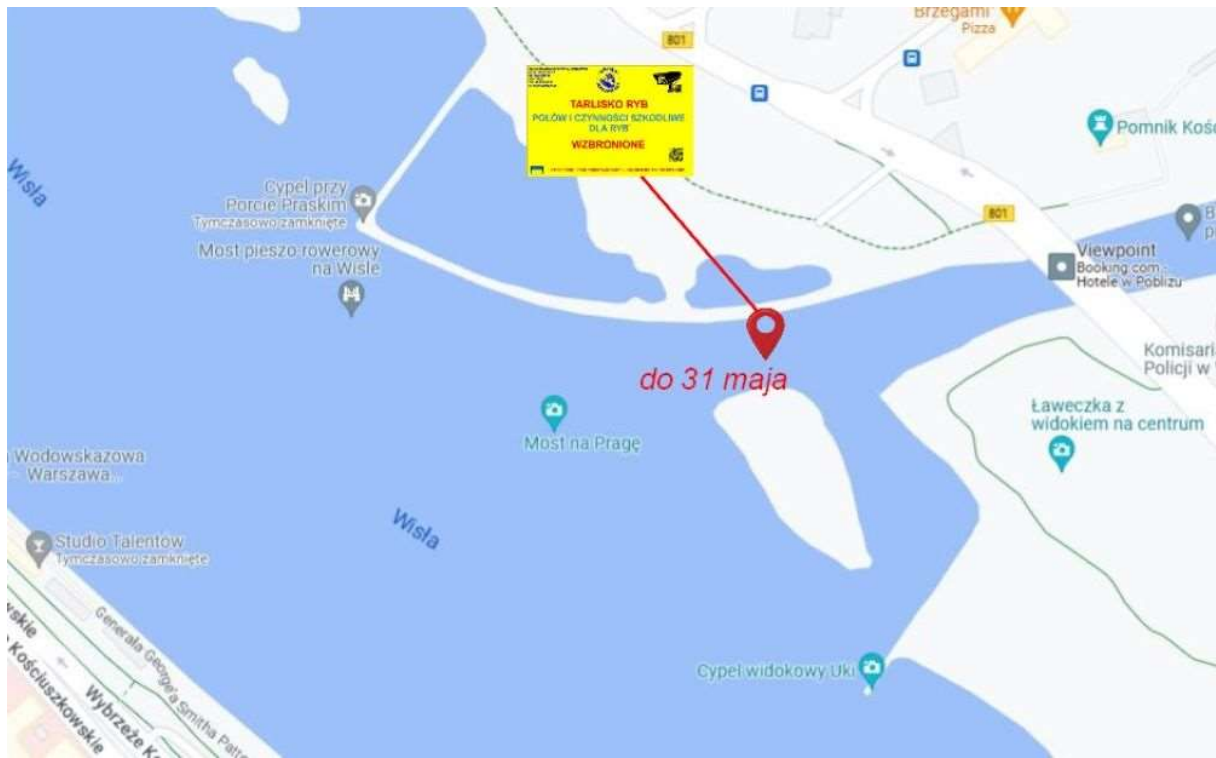 Brzegami
Pizza
801
TARLISKO RYB
POŁÓW I CZYNNOŚCI SZKODLIWE
DLA RYB
WZBRONIONE
Pomnik Kość
Wisła
Cypel przy
Porcie Praskim
Tymczasowo zamknięte
801
Most pieszo-rowerowy
na Wiśle
Viewpoint
Booking.com -
Hotele w Pobliżu
Komisari
Policji w
do 31 maja
Ławeczka z
widokiem na centrum
Most na Pragę
Wodowskazowa
Warszawa...
Wisła
Studio Talentów
Tymczasowo zamknięte
Generała George'a Smitha Patto
Wybrzeże Ko
Kościuszkowskie
Cypel widokowy Uki